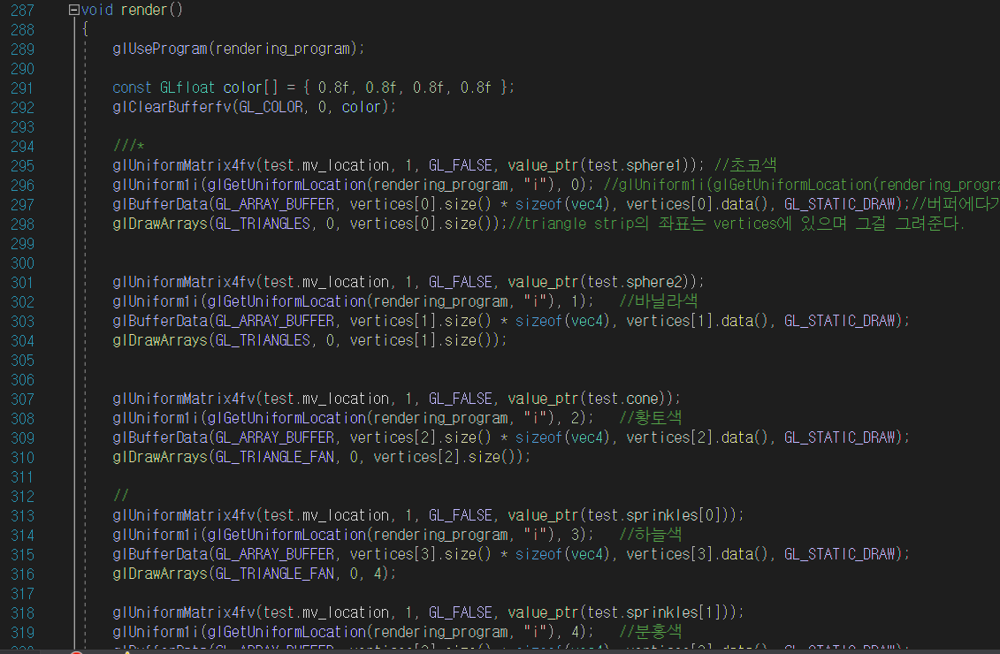 287 void render()
288 {
289 glUseProgram(rendering_program);
290
291 const GLfloat color[] = { 0.8f, 0.8f, 0.8f, 0.8f };
292 glClearBufferfv(GL_COLOR, 0, color);
293
294 ///*
295 glUniformMatrix4fv(test.mv_location, 1, GL_FALSE, value_ptr(test.sphere1)); //초코색
296 glUniform1i(glGetUniformLocation(rendering_program, "i"), 0); //glUniform1i(glGetUniformLocation(rendering_progra
297 glBufferData(GL_ARRAY_BUFFER, vertices[0].size() * sizeof(vec4), vertices[0].data(), GL_STATIC_DRAW);//버퍼에다가
298 glDrawArrays(GL_TRIANGLES, 0, vertices[0].size());//triangle strip의 좌표는 vertices에 있으며 그걸 그려준다.
299
300
301 glUniformMatrix4fv(test.mv_location, 1, GL_FALSE, value_ptr(test.sphere2));
302 glUniform1i(glGetUniformLocation(rendering_program, "i"), 1); //바닐라색
303 glBufferData(GL_ARRAY_BUFFER, vertices[1].size() * sizeof(vec4), vertices[1].data(), GL_STATIC_DRAW);
304 glDrawArrays(GL_TRIANGLES, 0, vertices[1].size());
305
306
307 glUniformMatrix4fv(test.mv_location, 1, GL_FALSE, value_ptr(test.cone));
308 glUniform1i(glGetUniformLocation(rendering_program, "i"), 2); //황토색
309 glBufferData(GL_ARRAY_BUFFER, vertices[2].size() * sizeof(vec4), vertices[2].data(), GL_STATIC_DRAW);
310 glDrawArrays(GL_TRIANGLE_FAN, 0, vertices[2].size());
311
312 //
313 glUniformMatrix4fv(test.mv_location, 1, GL_FALSE, value_ptr(test.sprinkles[0]));
314 glUniform1i(glGetUniformLocation(rendering_program, "i"), 3); //하늘색
315 glBufferData(GL_ARRAY_BUFFER, vertices[3].size() * sizeof(vec4), vertices[3].data(), GL_STATIC_DRAW);
316 glDrawArrays(GL_TRIANGLE_FAN, 0, 4);
317
318 glUniformMatrix4fv(test.mv_location, 1, GL_FALSE, value_ptr(test.sprinkles[1]));
319 glUniform1i(glGetUniformLocation(rendering_program, "i"), 4); //분홍색